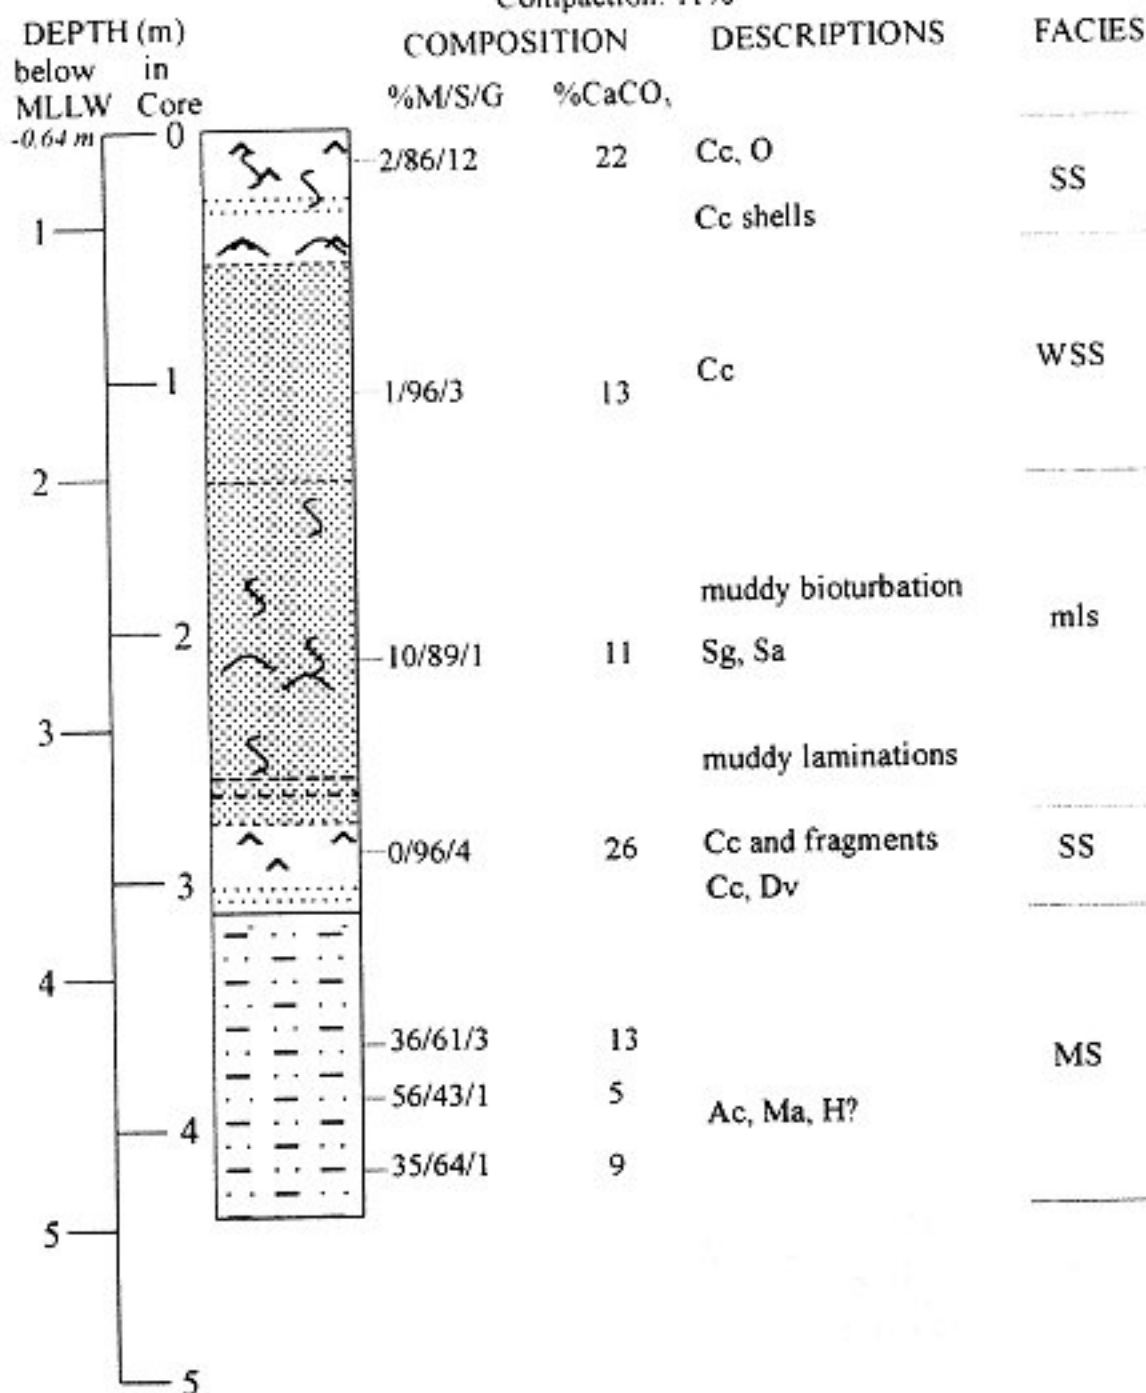 Compaction: 11%
DEPTH (m) COMPOSITION DESCRIPTIONS FACIES
below in
MLLW Core %M/S/G %CaCO,
-0.64 m 0
2/86/12 22 Cc, O SS
Cc shells
1
WSS
1 1/96/3 13 Cc
2
muddy bioturbation
mls
2 10/89/1 11 Sg, Sa
3
muddy laminations
0/96/4 26 Cc and fragments SS
3 Cc, Dv
4
36/61/3 13 MS
56/43/1 5
Ac, Ma, H?
4
35/64/1 9
5
5